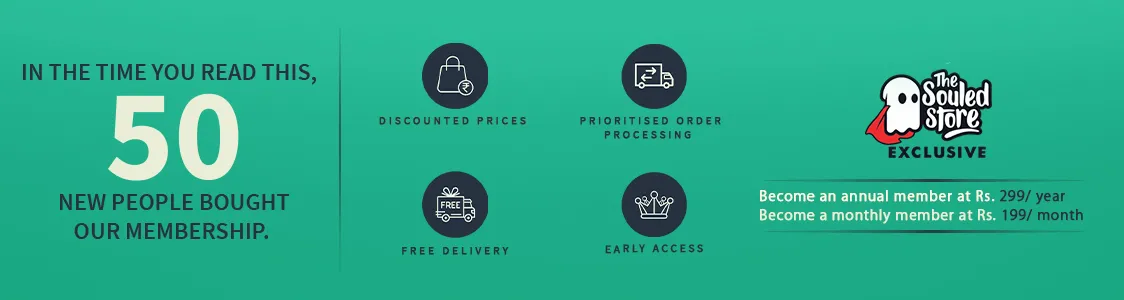 IN THE TIME YOU READ THIS,
50
NEW PEOPLE BOUGHT
OUR MEMBERSHIP.
DISCOUNTED PRICES
PRIORITISED ORDER
PROCESSING
FREE
FREE DELIVERY
EARLY ACCESS
The
Souled
Store
EXCLUSIVE
Become an annual member at Rs. 299/ year
Become a monthly member at Rs. 199/ month